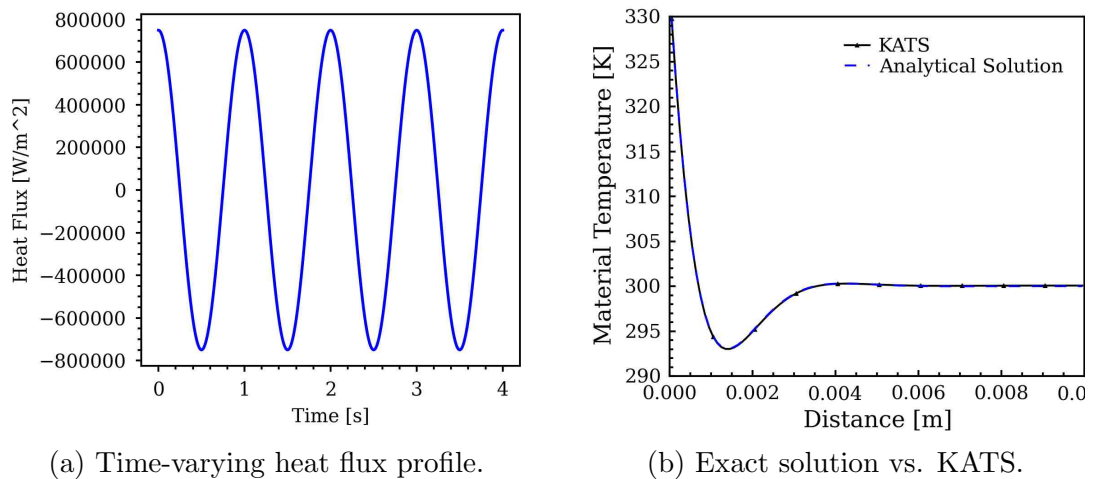 800000
600000
400000
200000
0
−200000
−400000
−600000
−800000
Heat Flux [W/m^2]
0 1 2 3 4
Time [s]
(a) Time-varying heat flux profile.
330
325
320
315
310
305
300
295
290
Material Temperature [K]
KATS
Analytical Solution
0.000 0.002 0.004 0.006 0.008 0.0
Distance [m]
(b) Exact solution vs. KATS.